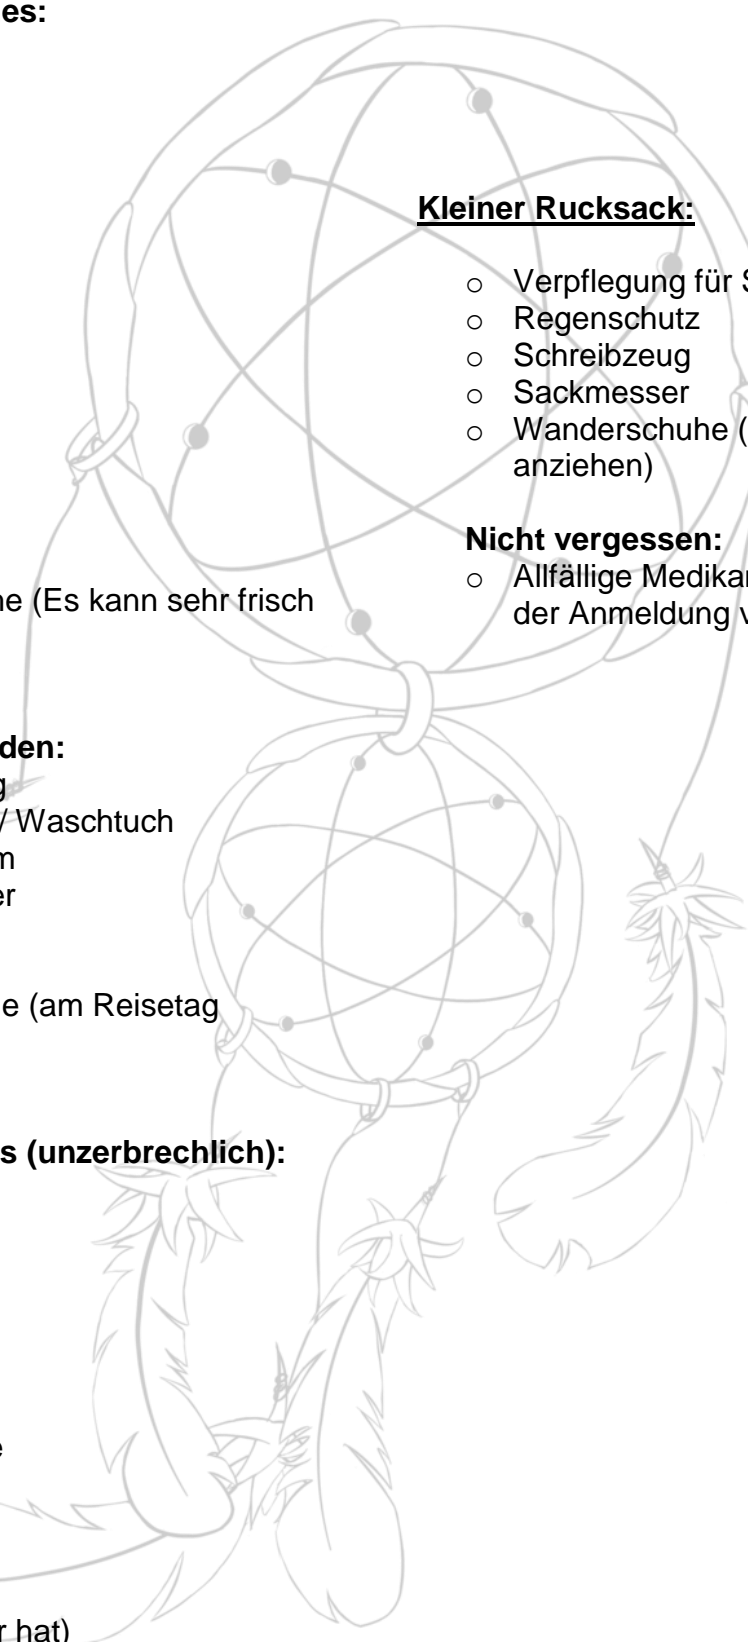 es:
Kleiner Rucksack:
o Verpflegung für S
o Regenschutz
o Schreibzeug
o Sackmesser
o Wanderschuhe (
anziehen)
Nicht vergessen:
o Allfällige Medika
der Anmeldung v
ne (Es kann sehr frisch
den:
g
/ Waschtuch
m
er
e (am Reisetag
s (unzerbrechlich):
e
r hat)